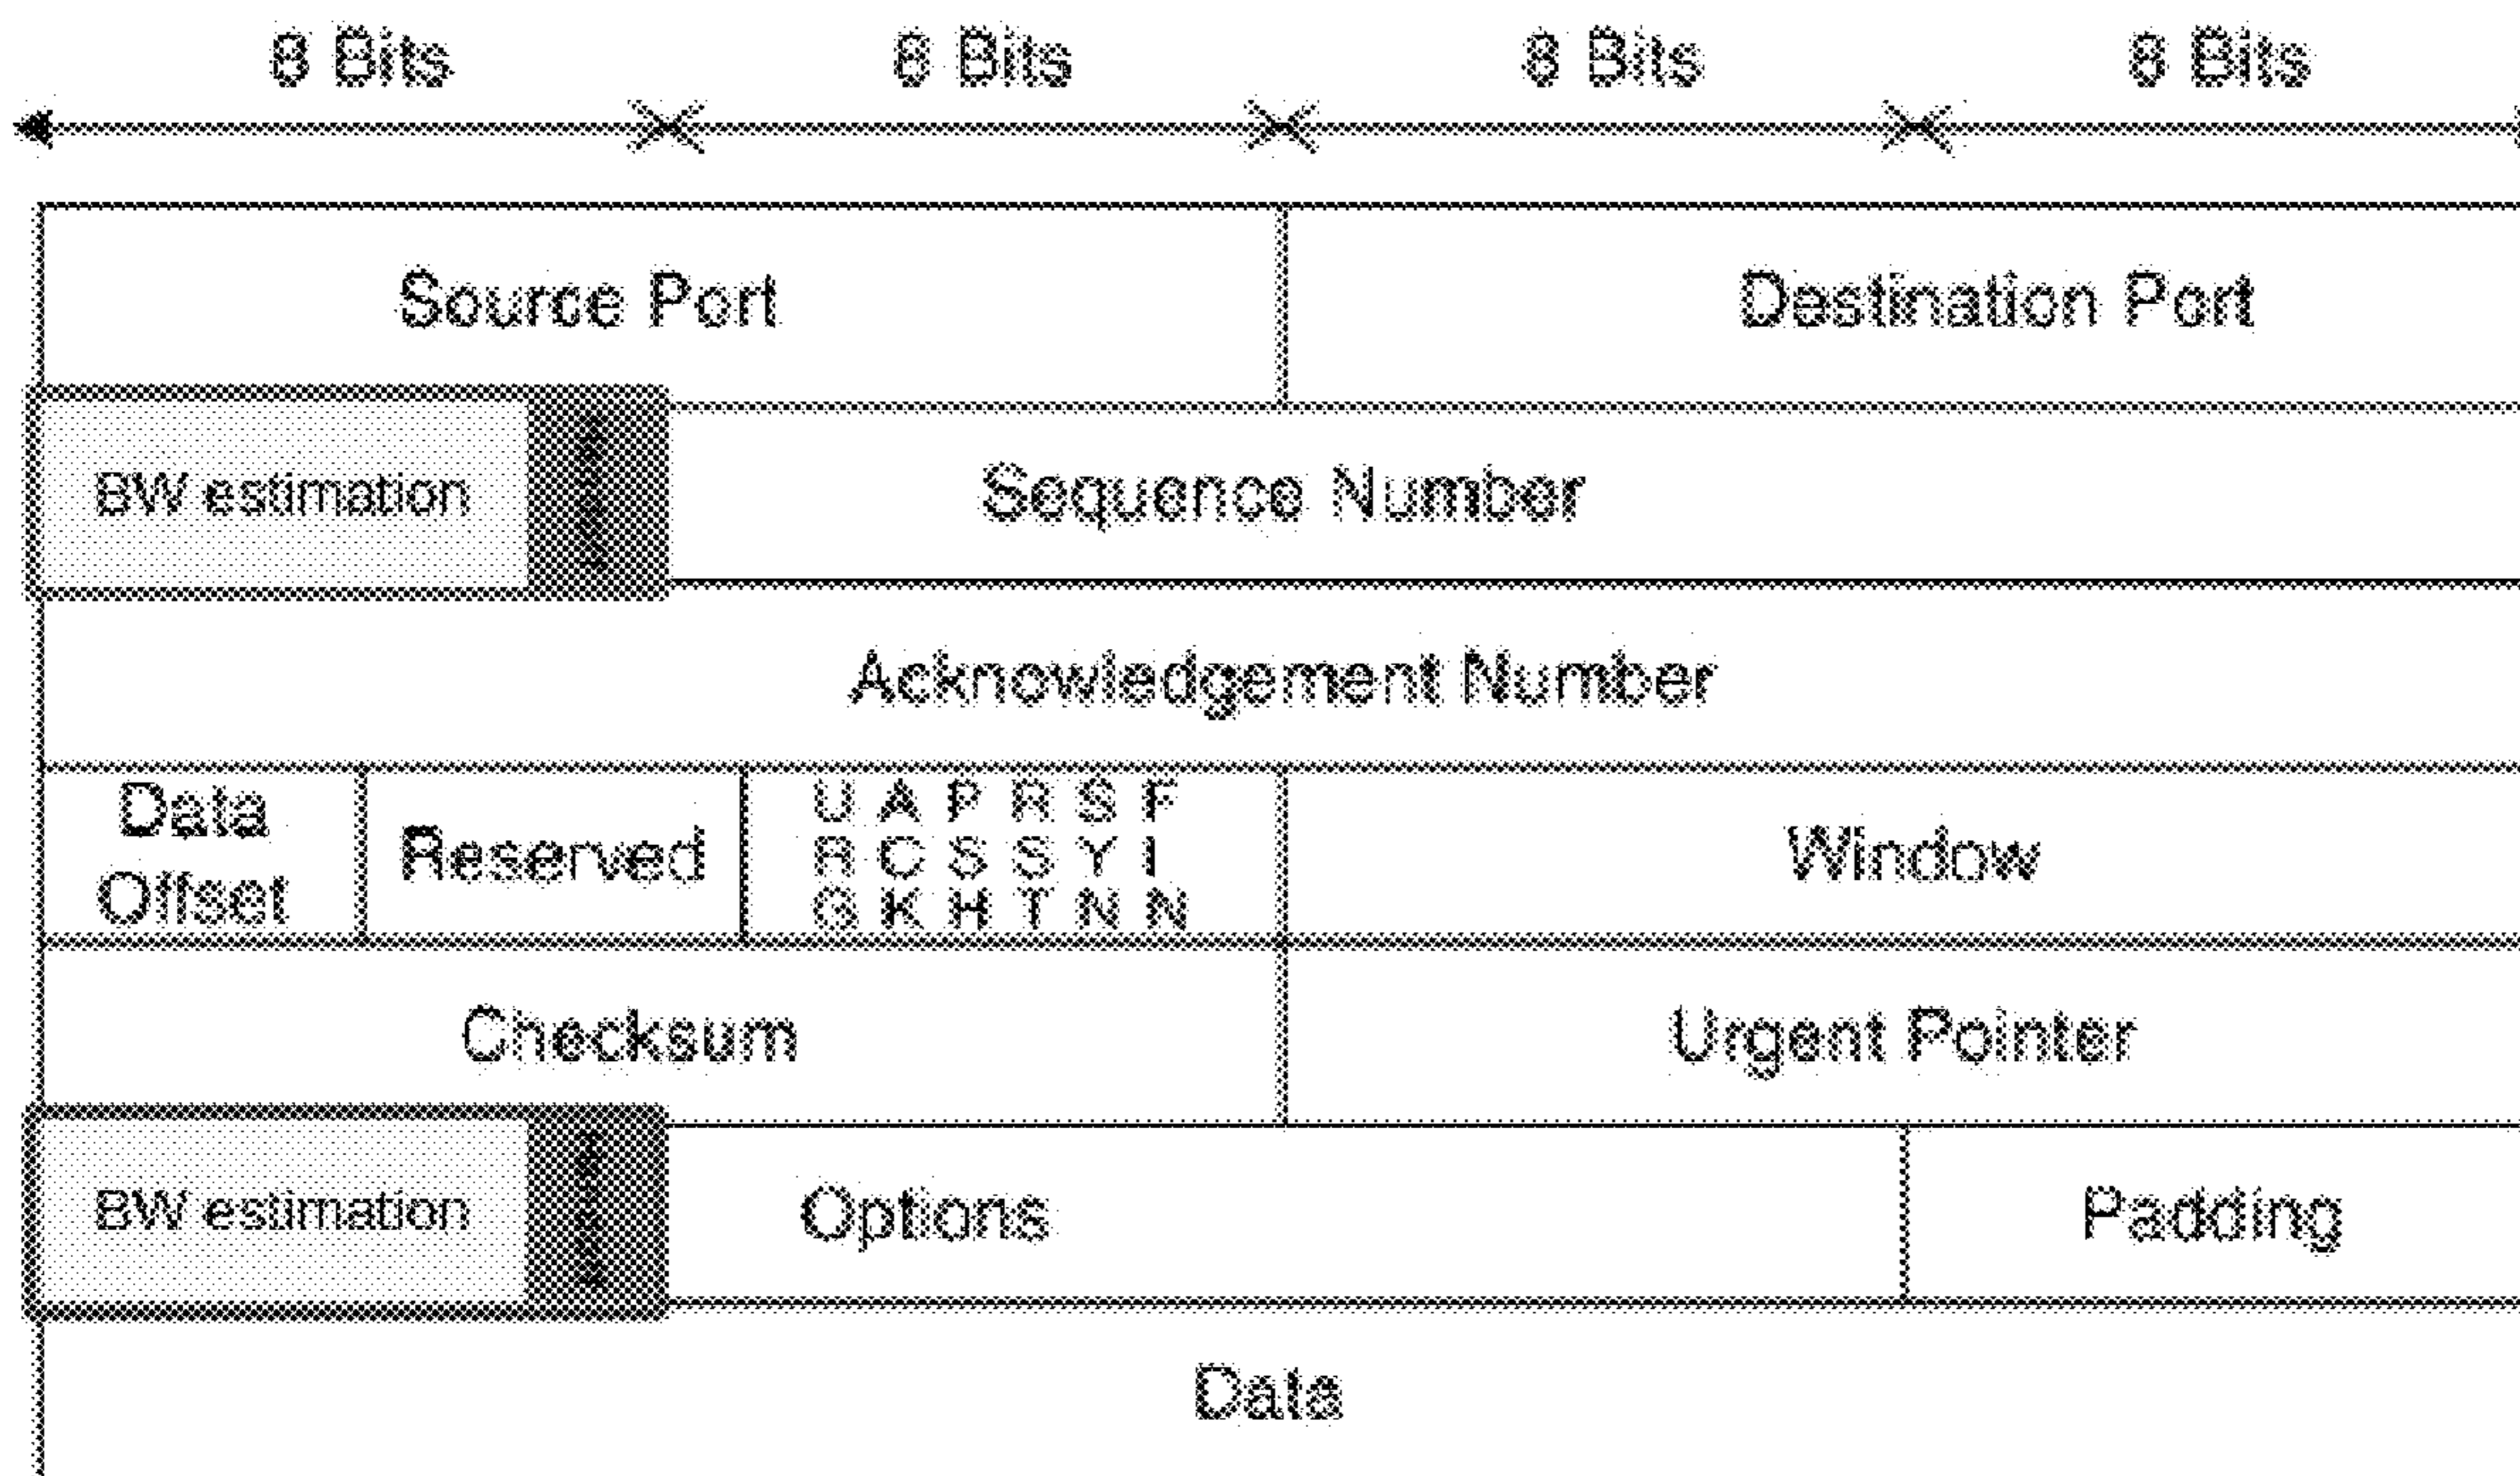 8 Bits 8 Bits 8 Bits 8 Bits
Source Port Destination Port
BW estimation Sequence Number
Acknowledgement Number
Data
Offset
Reserved
U A P R S F
R C S S Y I
G K H T N N
Window
Checksum Urgent Pointer
BW estimation Options Padding
Data